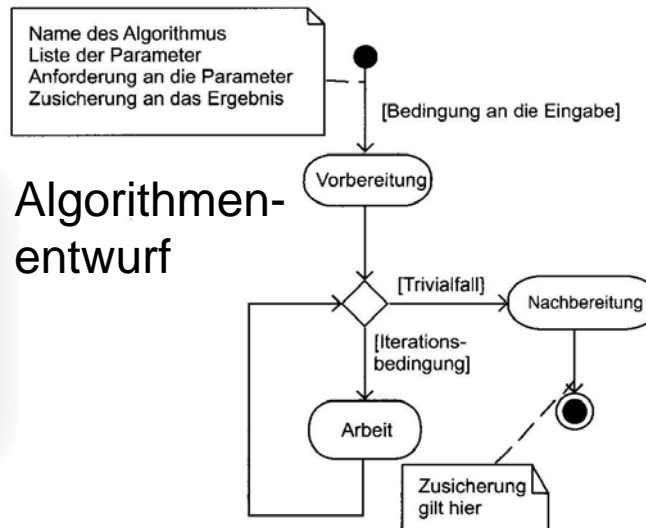 Name des Algorithmus
Liste der Parameter
Anforderung an die Parameter
Zusicherung an das Ergebnis
[Bedingung an die Eingabe]
Vorbereitung
Algorithmen-
entwurf
[Trivialfall}
Nachbereitung
[Iterations-
bedingung]
Arbeit
Zusicherung
gilt hier